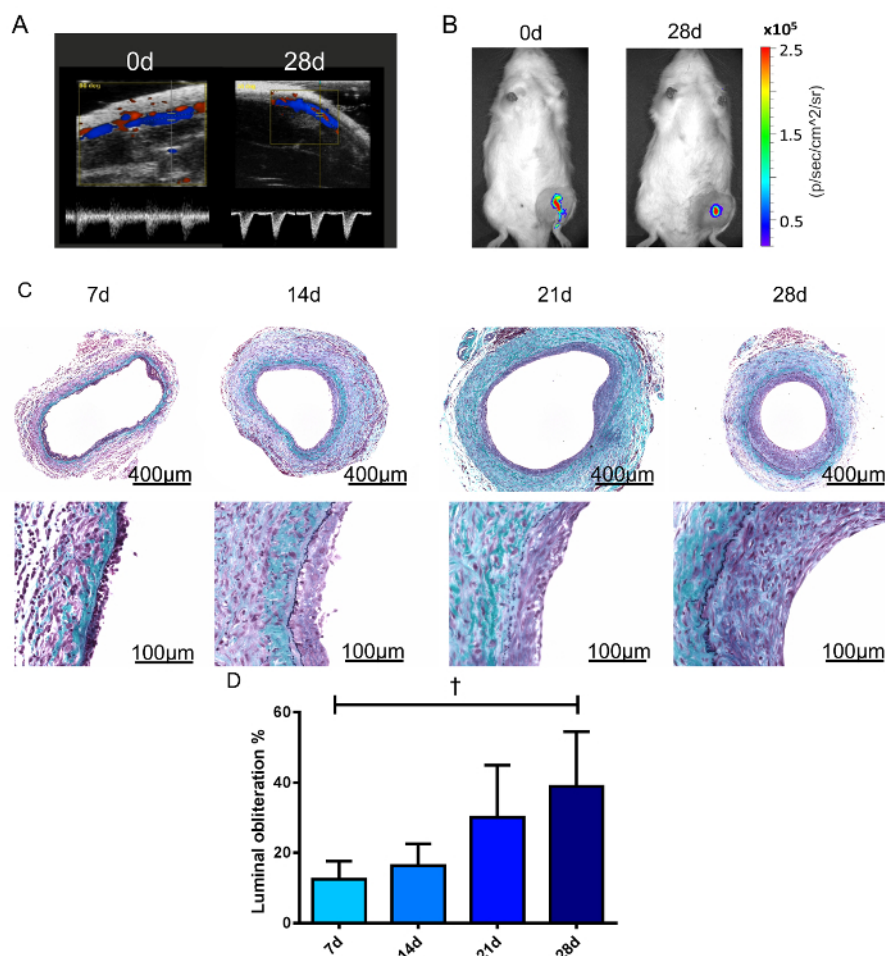 A
0d 28d
B
0d 28d
x10⁵
2.5
1.5
0.5
(p/sec/cm^2/sr)
C
7d 14d 21d 28d
400µm 400µm 400µm 400µm
100µm 100µm 100µm 100µm
D
†
Luminal obliteration %
60
40
20
0
7d 14d 21d 28d